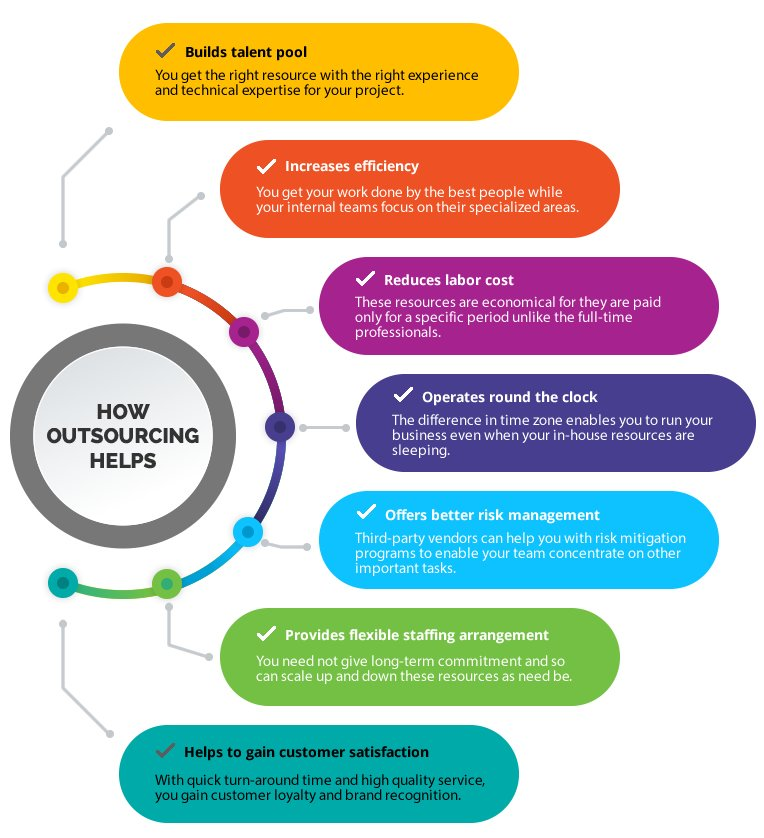 Builds talent pool
You get the right resource with the right experience
and technical expertise for your project.
Increases efficiency
You get your work done by the best people while
your internal teams focus on their specialized areas.
Reduces labor cost
These resources are economical for they are paid
only for a specific period unlike the full-time
professionals.
HOW
OUTSOURCING
HELPS
Operates round the clock
The difference in time zone enables you to run your
business even when your in-house resources are
sleeping.
Offers better risk management
Third-party vendors can help you with risk mitigation
programs to enable your team concentrate on other
important tasks.
Provides flexible staffing arrangement
You need not give long-term commitment and so
can scale up and down these resources as need be.
Helps to gain customer satisfaction
With quick turn-around time and high quality service,
you gain customer loyalty and brand recognition.